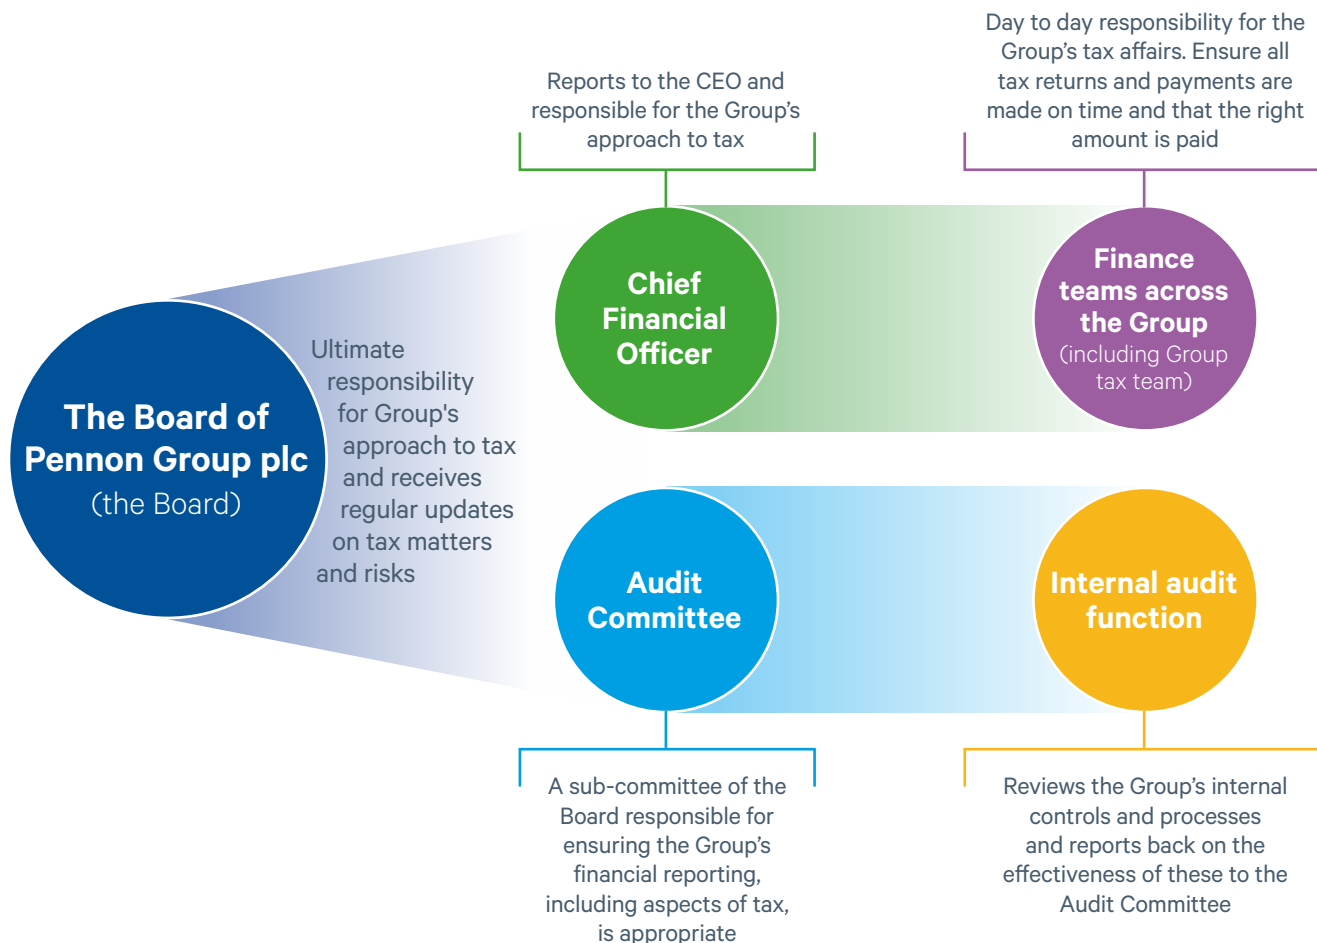 The Board of
Pennon Group plc
(the Board)
Ultimate
responsibility
for Group's
approach to tax
and receives
regular updates
on tax matters
and risks
Reports to the CEO and
responsible for the Group’s
approach to tax
Chief
Financial
Officer
Day to day responsibility for the
Group’s tax affairs. Ensure all
tax returns and payments are
made on time and that the right
amount is paid
Finance
teams across
the Group
(including Group
tax team)
Audit
Committee
A sub-committee of the
Board responsible for
ensuring the Group’s
financial reporting,
including aspects of tax,
is appropriate
Internal audit
function
Reviews the Group’s internal
controls and processes
and reports back on the
effectiveness of these to the
Audit Committee